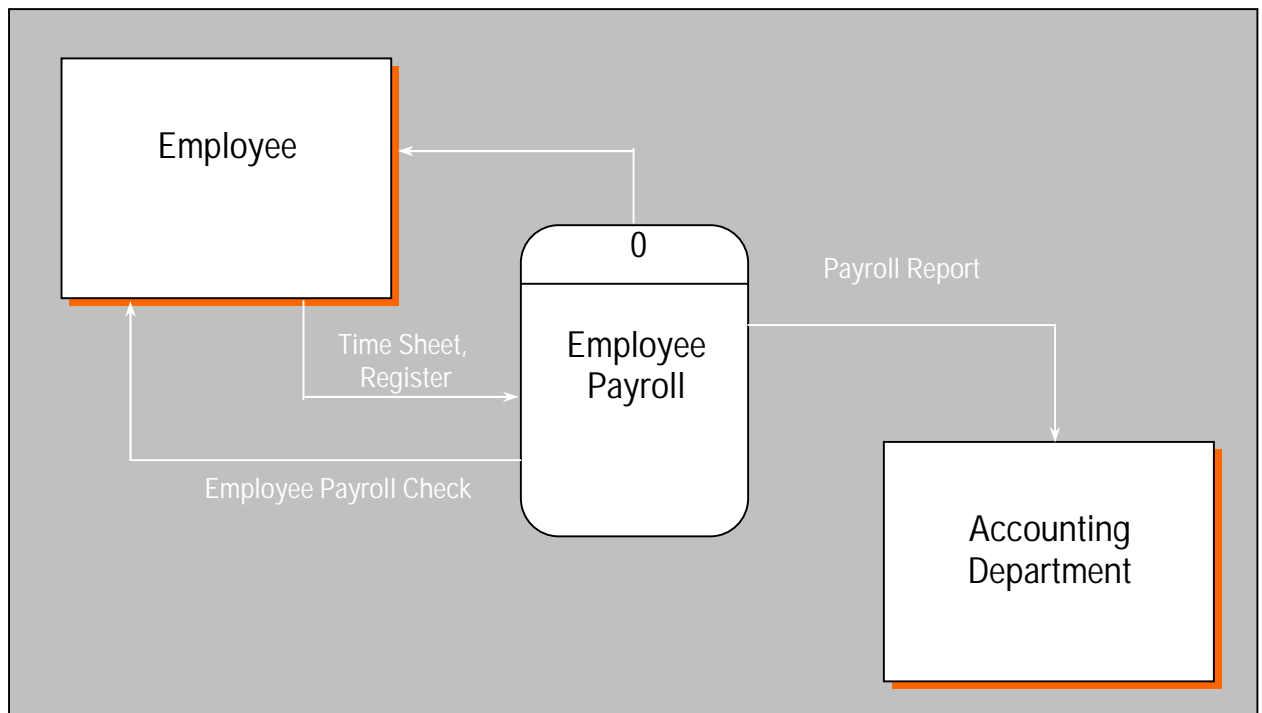 Employee
0
Payroll Report
Time Sheet,
Register
Employee
Payroll
Employee Payroll Check
Accounting
Department